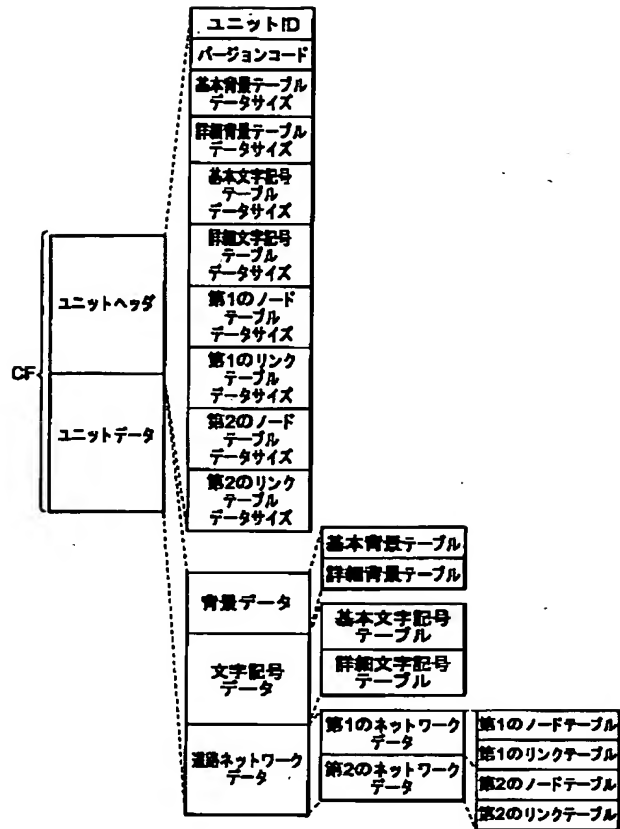 ユニットID
バージョンコード
基本背景テーブル
データサイズ
詳細背景テーブル
データサイズ
基本文字記号
テーブル
データサイズ
詳細文字記号
テーブル
データサイズ
第1のノード
テーブル
データサイズ
第1のリンク
テーブル
データサイズ
第2のノード
テーブル
データサイズ
第2のリンク
テーブル
データサイズ
CF
ユニットヘッダ
ユニットデータ
背景データ
文字記号
データ
道路ネットワーク
データ
基本背景テーブル
詳細背景テーブル
基本文字記号
テーブル
詳細文字記号
テーブル
第1のネットワーク
データ
第2のネットワーク
データ
第1のノードテーブル
第1のリンクテーブル
第2のノードテーブル
第2のリンクテーブル